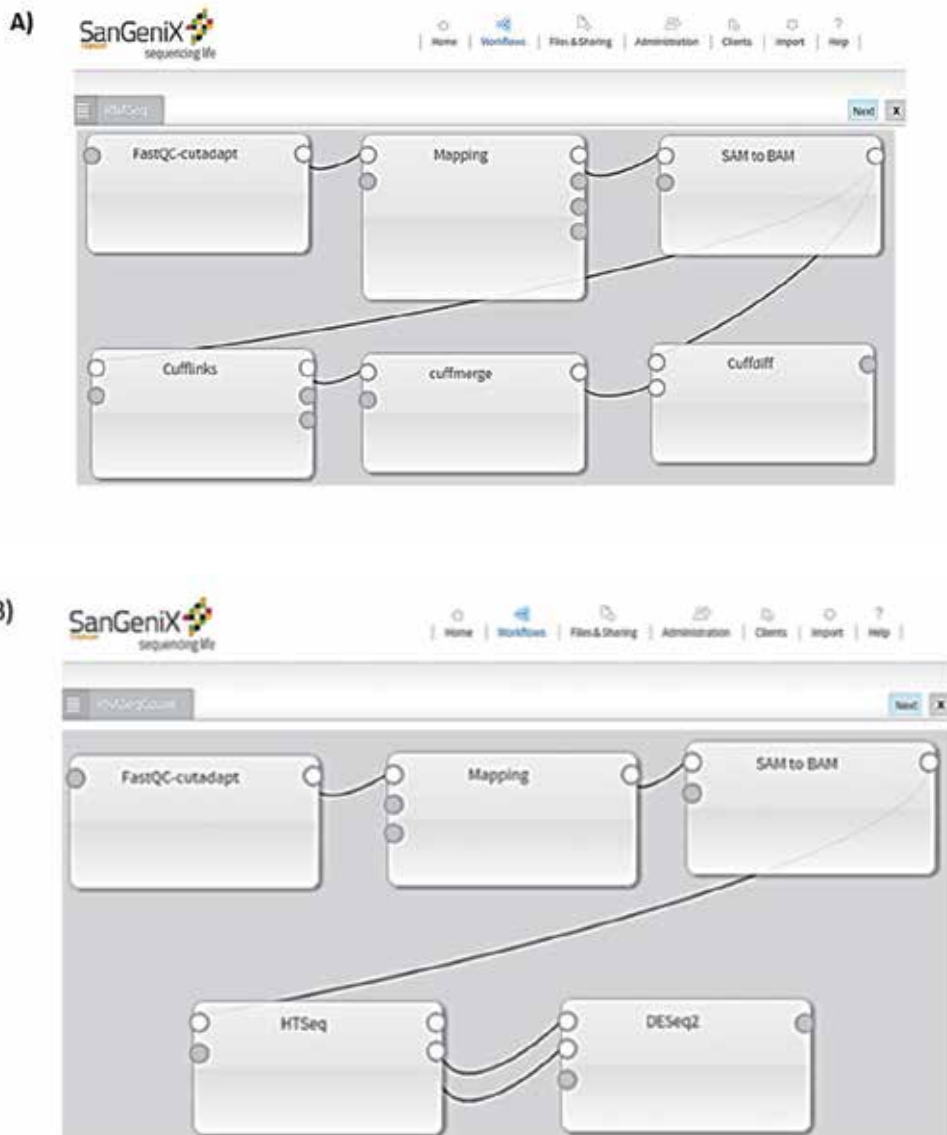 A)
SanGeniX
sequencing life
Home | Workflows | Files & Sharing | Administration | Clients | Import | Help
RNASeq
Next X
FastQC-cutadapt Mapping SAM to BAM
Cufflinks cuffmerge Cuffdiff
B)
SanGeniX
sequencing life
Home | Workflows | Files & Sharing | Administration | Clients | Import | Help
RNASeqCount
Next X
FastQC-cutadapt Mapping SAM to BAM
HTSeq DESeq2